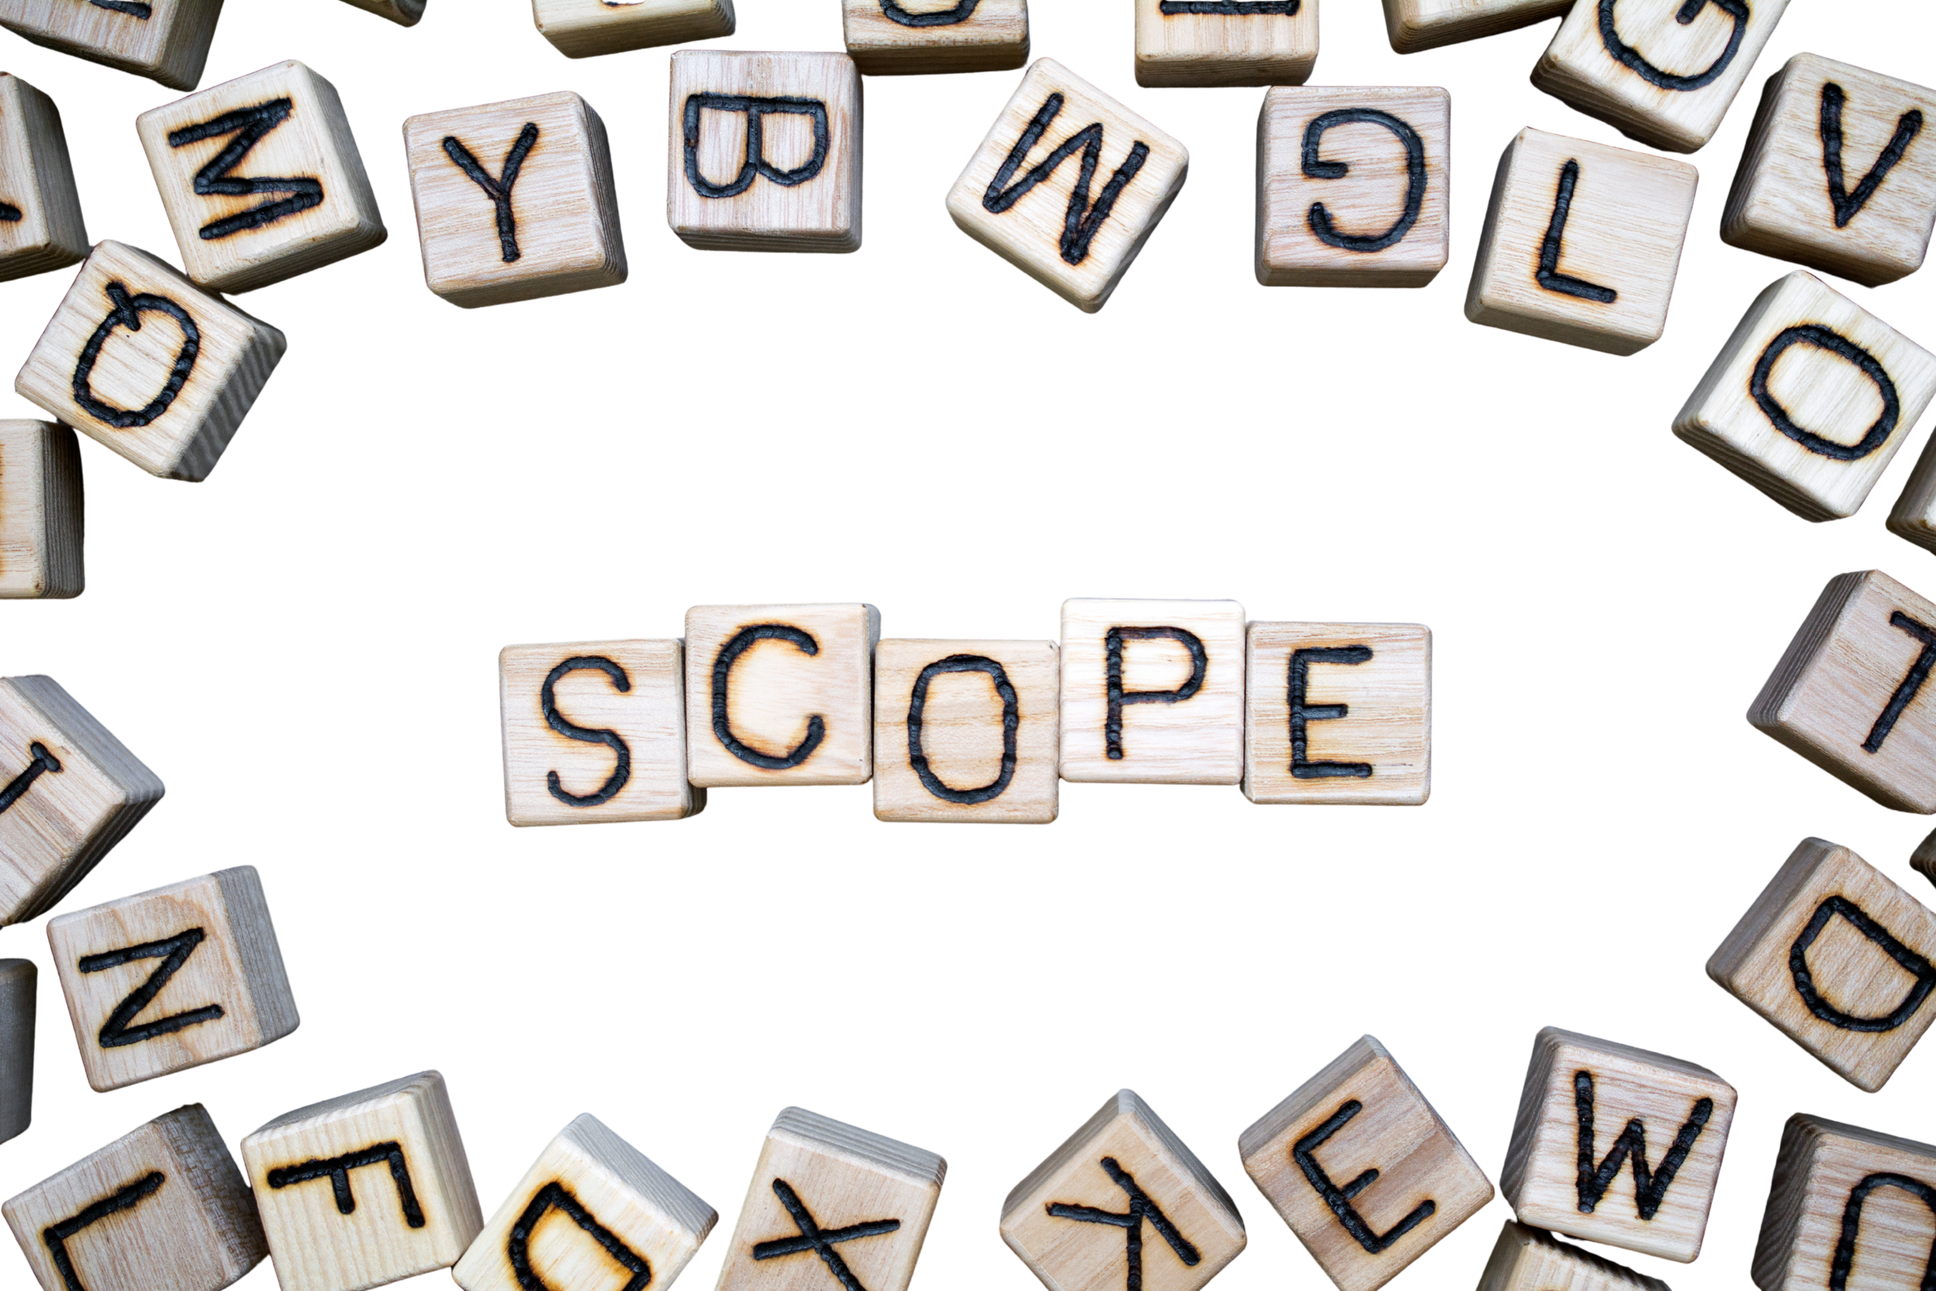 M Y B W G L V
Q O
SCOPE
T
N D
L F D X K E W